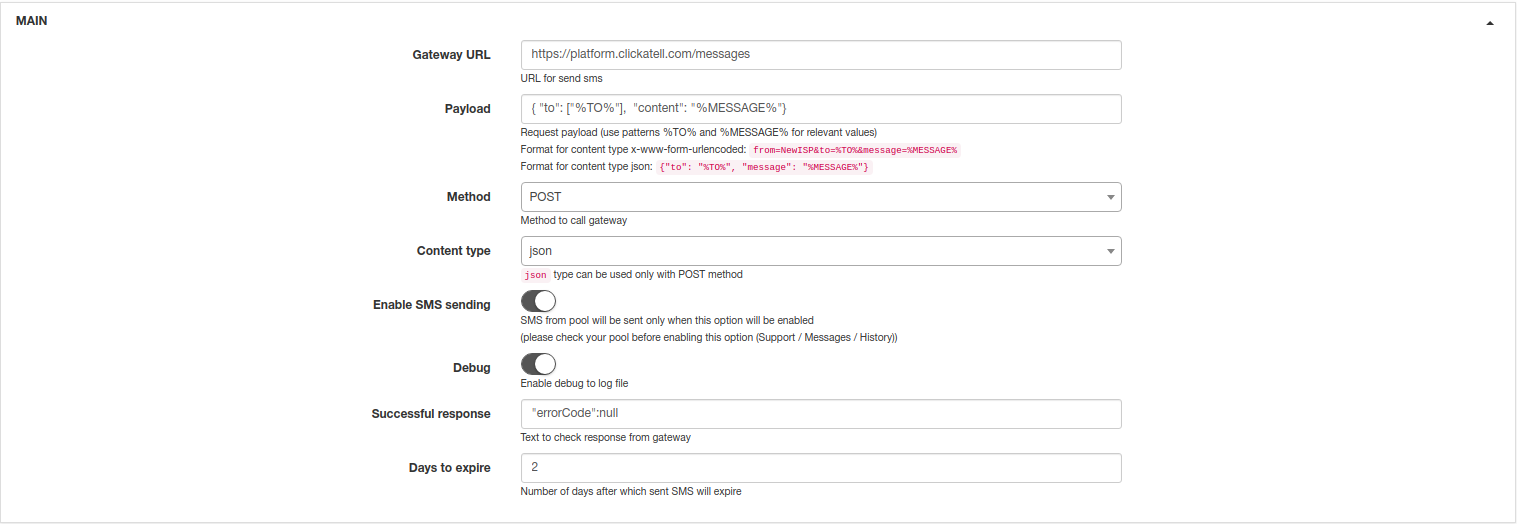 MAIN
Gateway URL
https://platform.clickatell.com/messages
URL for send sms
Payload
{ "to": ["%TO%"],  "content": "%MESSAGE%"}
Request payload (use patterns %TO% and %MESSAGE% for relevant values)
Format for content type x-www-form-urlencoded: from=NewISP&to=%TO%&message=%MESSAGE%
Format for content type json: {"to": "%TO%", "message": "%MESSAGE%"}
Method
POST
Method to call gateway
Content type
json
json type can be used only with POST method
Enable SMS sending
SMS from pool will be sent only when this option will be enabled
(please check your pool before enabling this option (Support / Messages / History))
Debug
Enable debug to log file
Successful response
"errorCode":null
Text to check response from gateway
Days to expire
2
Number of days after which sent SMS will expire